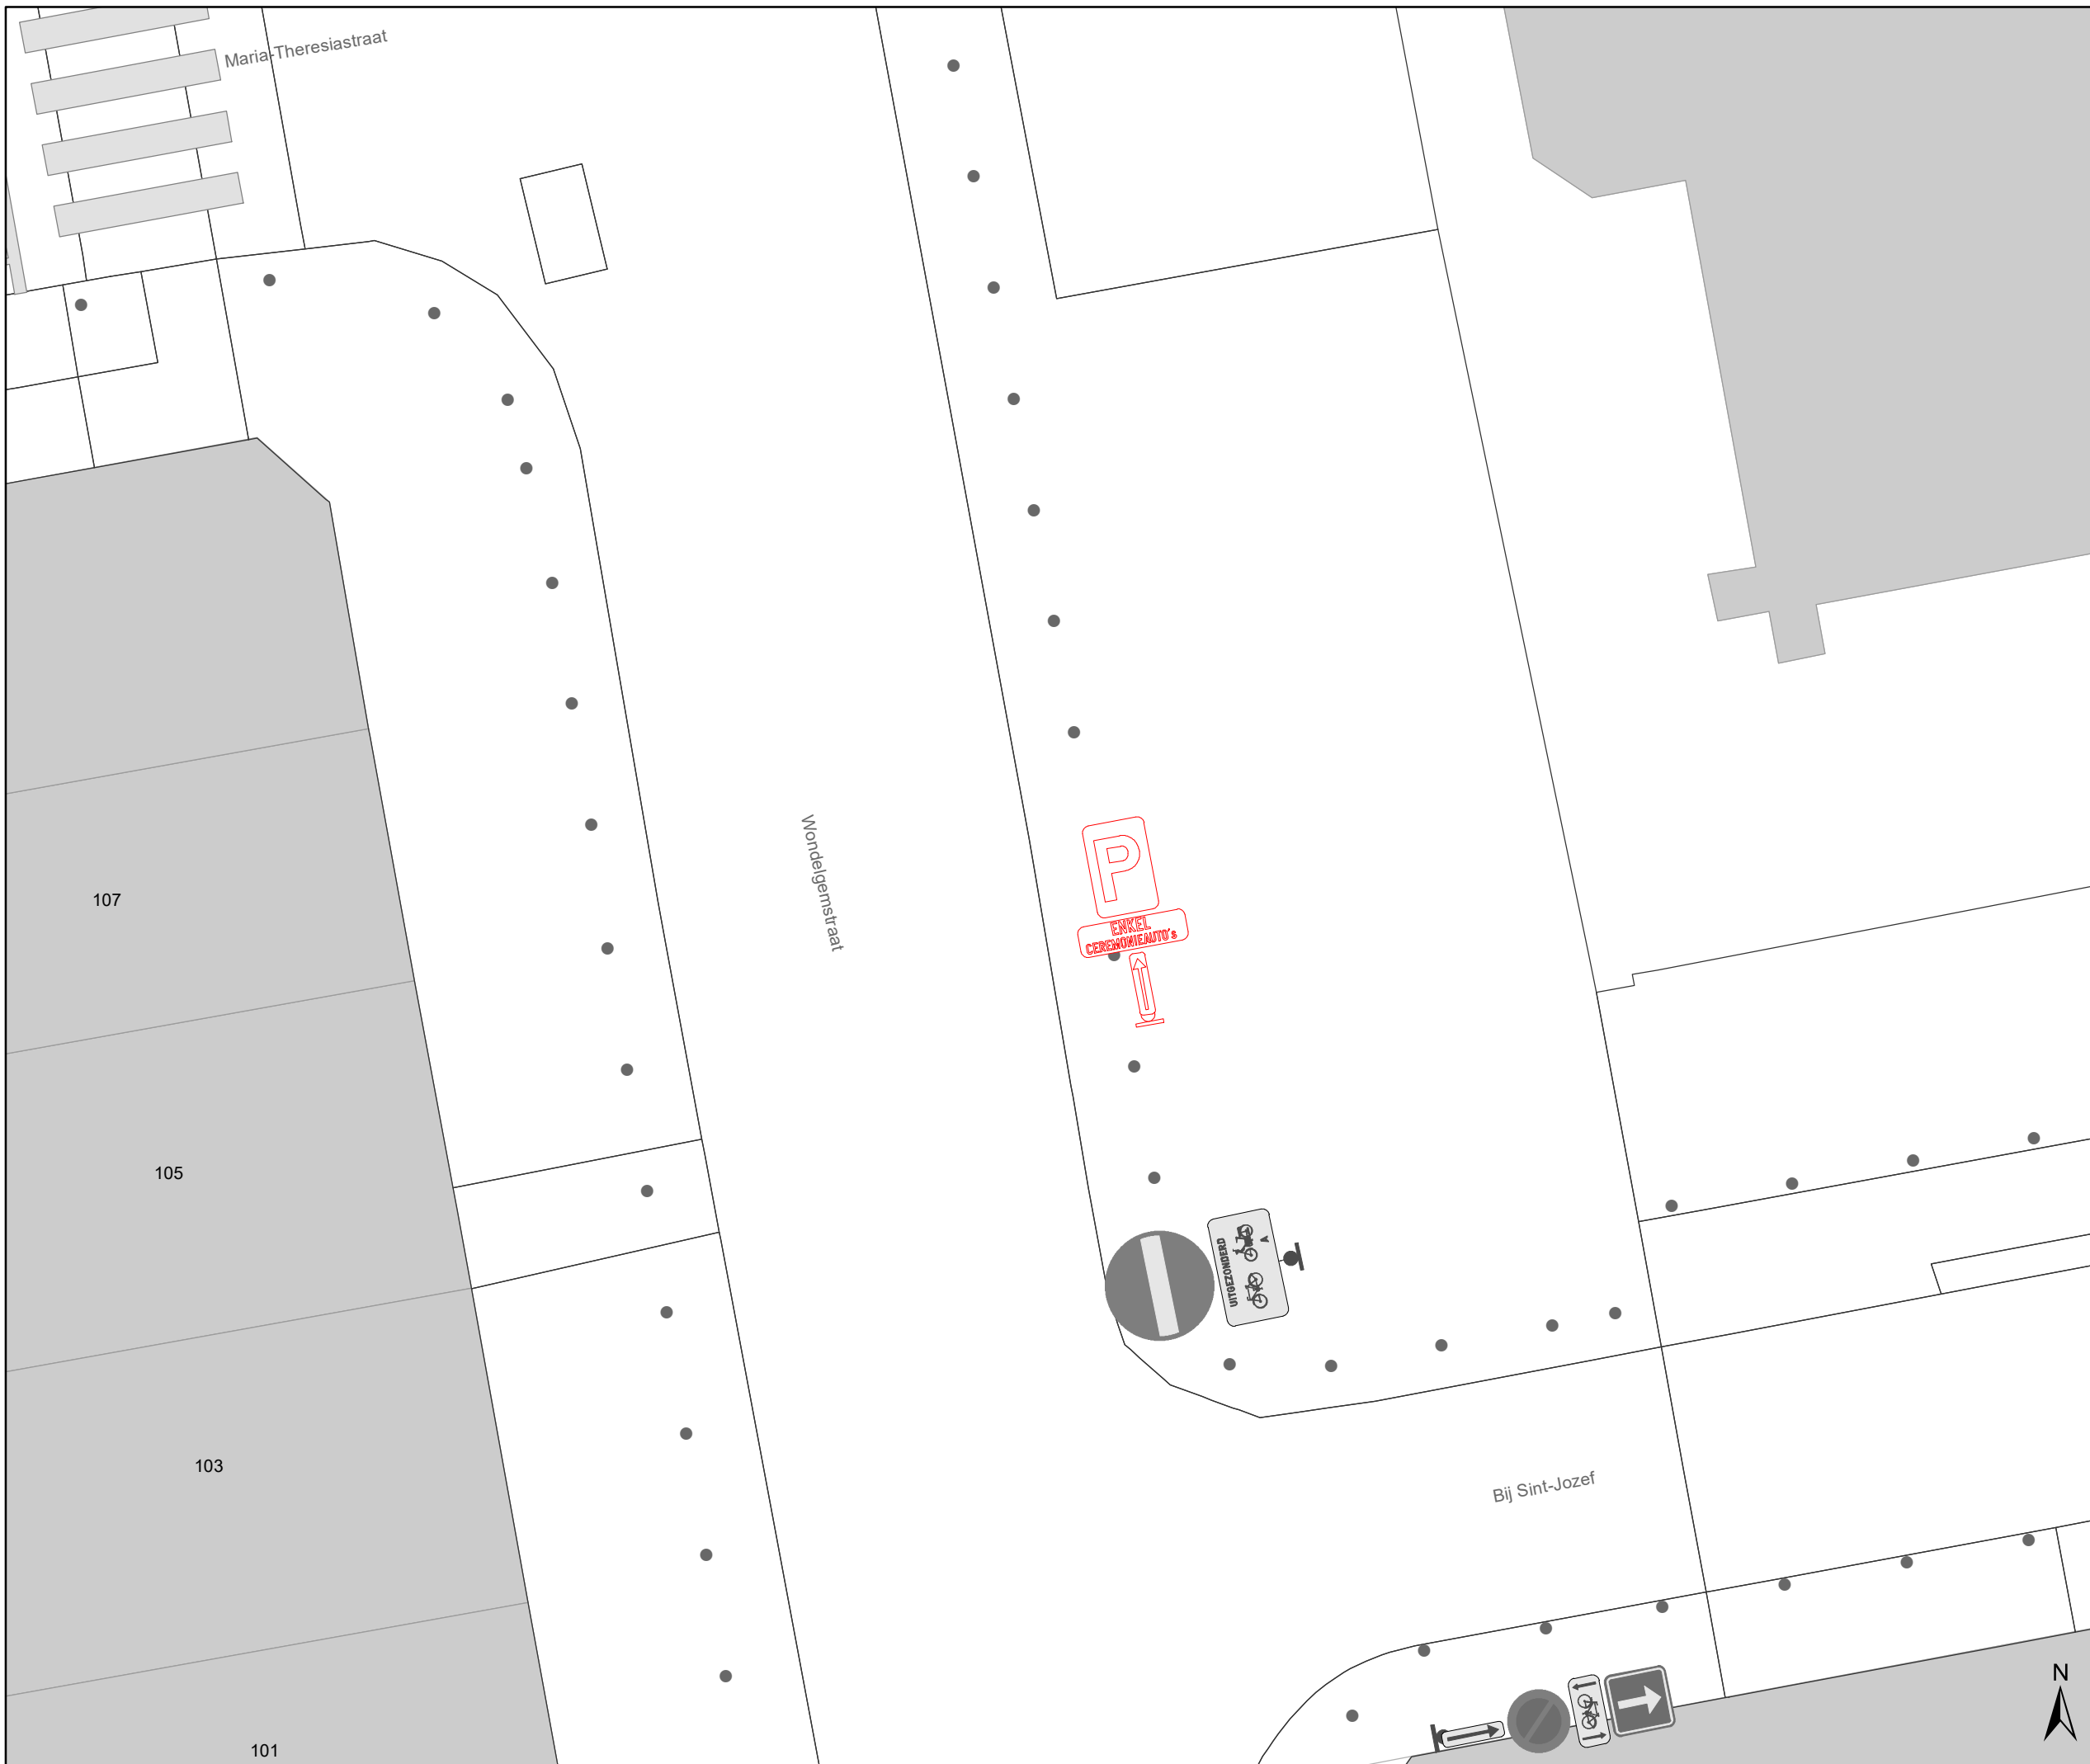 Maria-Theresiastraat
Wondelgemstraat
P
ENKEL
CEREMONIEAUTO's
107
105
UITGEZONDERD
A
103
Bij Sint-Jozef
101
N